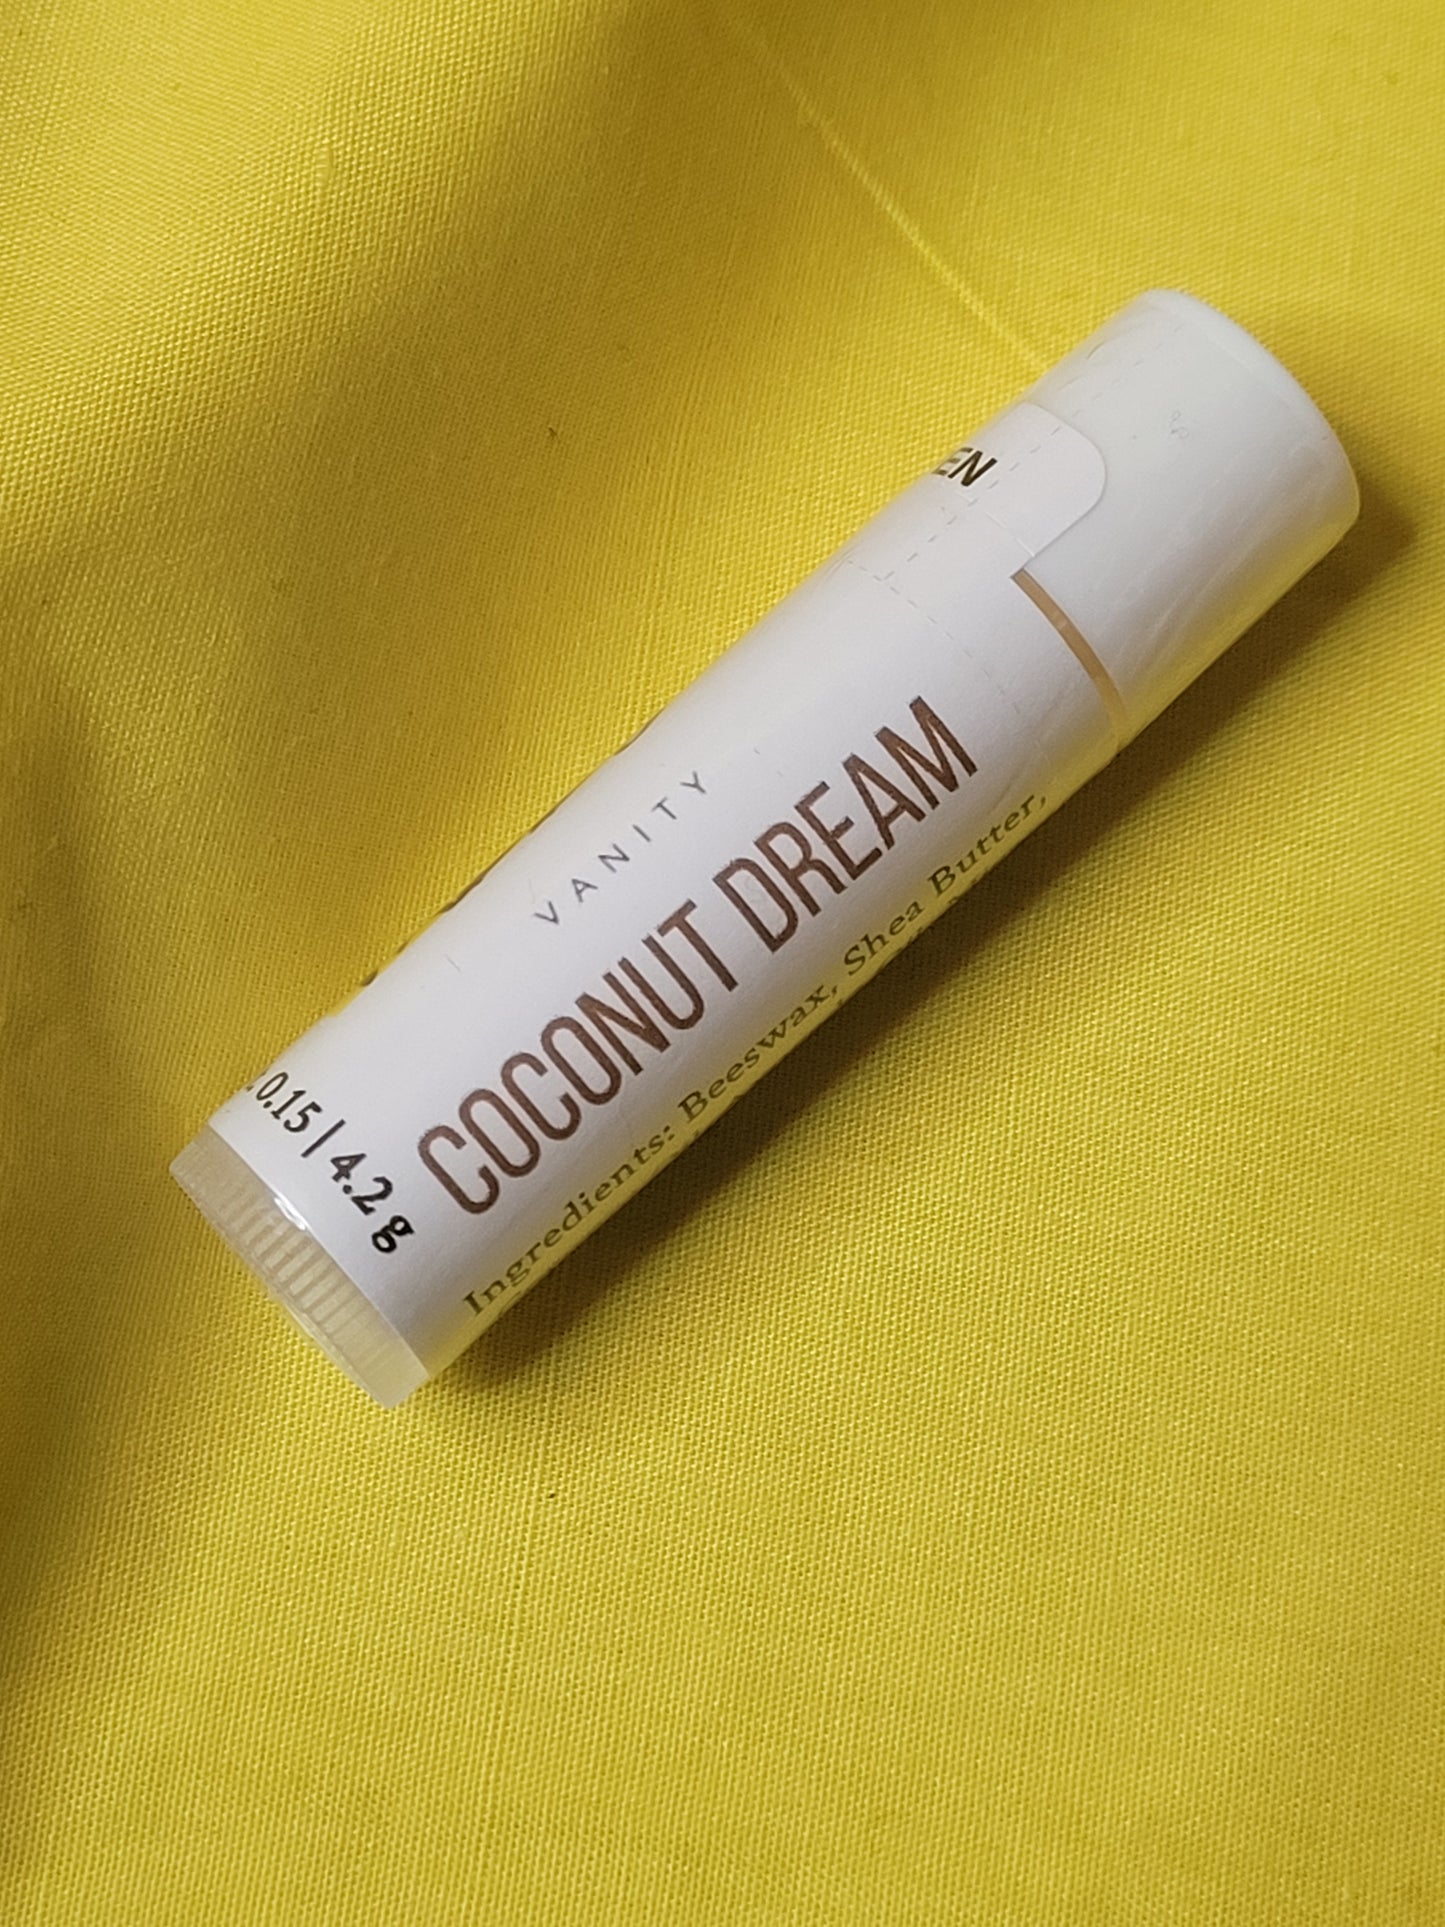 EN
VANITY
COCONUT DREAM
Ingredients: Beeswax, Shea Butter,
0.15 | 4.2 g